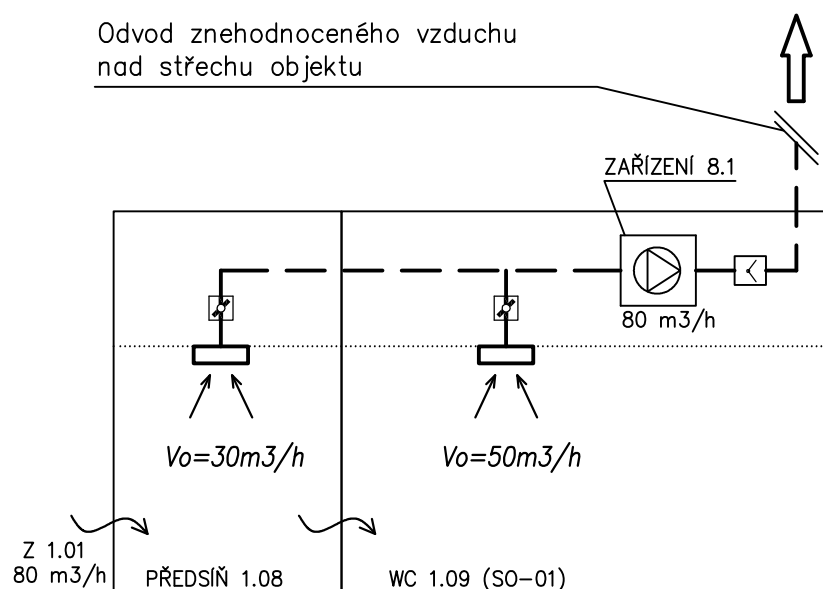 Odvod znehodnoceného vzduchu
nad střechu objektu
ZAŘÍZENÍ 8.1
80 m3/h
Vo=30m3/h
Vo=50m3/h
Z 1.01
80 m3/h
PŘEDSÍŇ 1.08
WC 1.09 (SO-01)